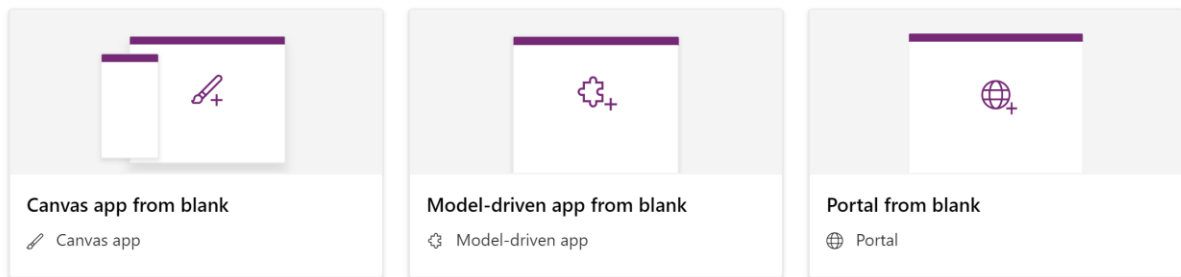 Canvas app from blank
Canvas app
Model-driven app from blank
Model-driven app
Portal from blank
Portal